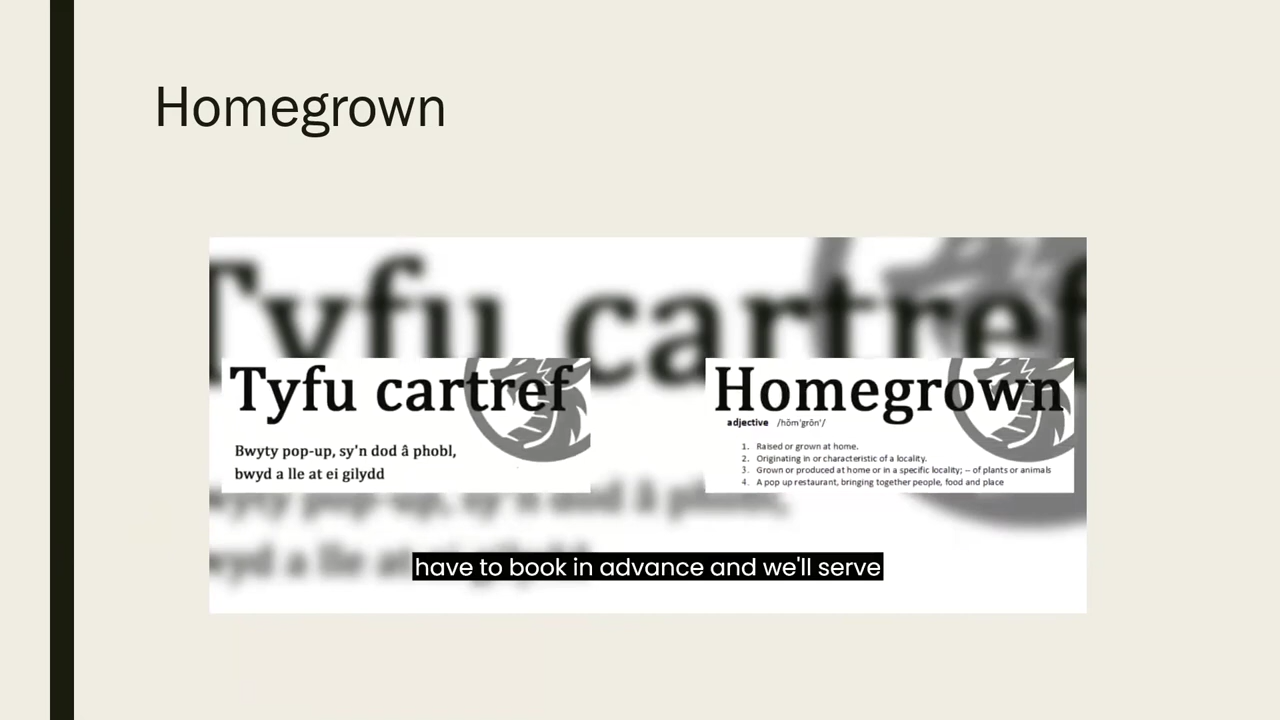 Homegrown
Tyfu cartref
Tyfu cartref
Bwyty pop-up, sy'n dod â phobl,
bwyd a lle at ei gilydd
Homegrown
adjective /hōm'grōn'/
1. Raised or grown at home.
2. Originating in or characteristic of a locality.
3. Grown or produced at home or in a specific locality; -- of plants or animals
4. A pop up restaurant, bringing together people, food and place
have to book in advance and we'll serve